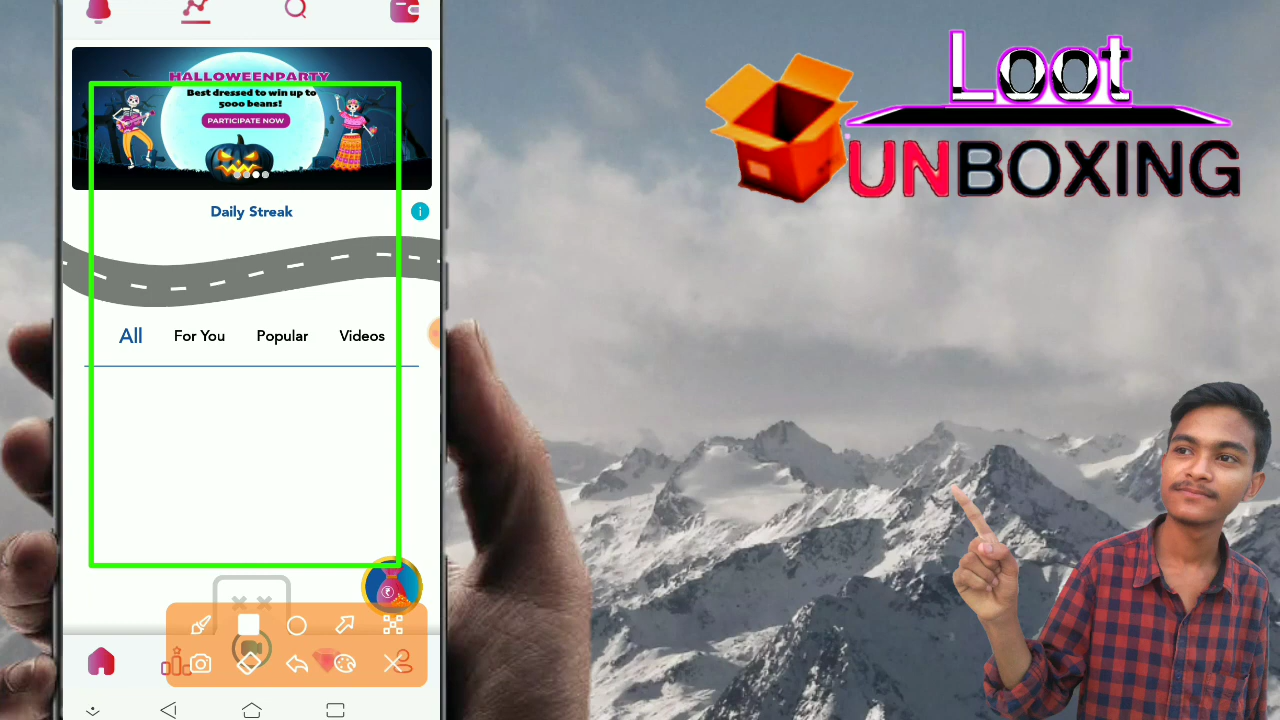 HALLOWEENPARTY
Best dressed to win up to
5000 beans!
PARTICIPATE NOW
Daily Streak
i
All
For You
Popular
Videos
₹
Loot
UNBOXING